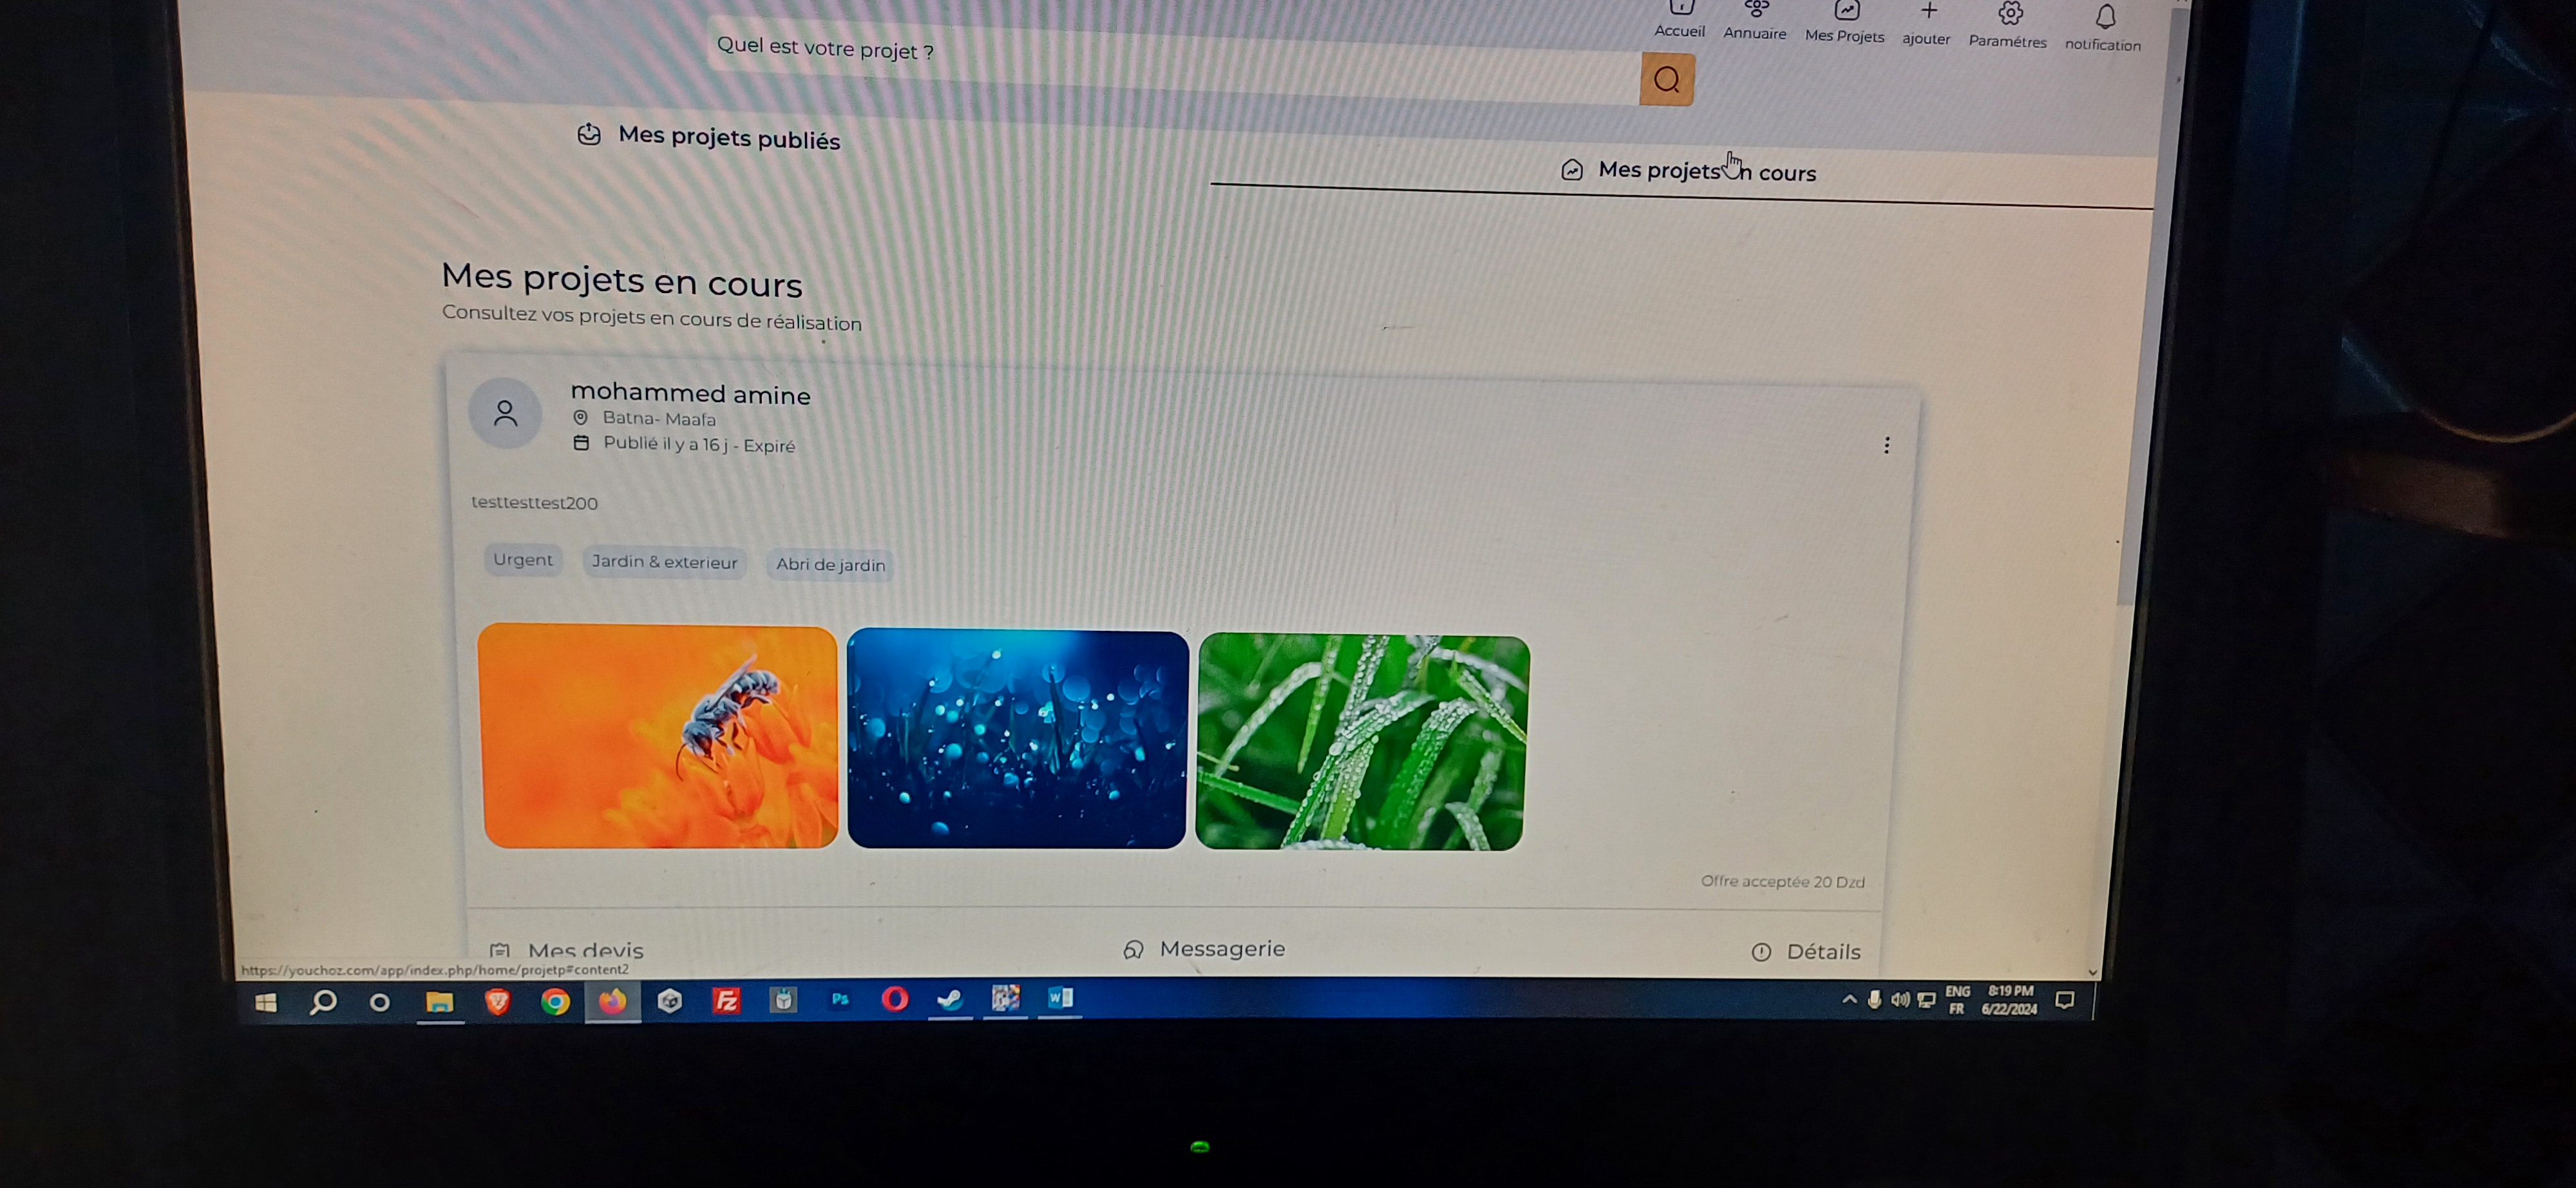 Accueil
Annuaire
Mes Projets
ajouter
Paramétres
notification
Quel est votre projet ?
Mes projets publiés
Mes projets en cours
Mes projets en cours
Consultez vos projets en cours de réalisation
mohammed amine
Batna- Maafa
Publié il y a 16 j - Expiré
testtesttest200
Urgent
Jardin & exterieur
Abri de jardin
Offre acceptée 20 Dzd
Mes devis
Messagerie
Détails
https://youchoz.com/app/index.php/home/projetp#content2
Fz
Ps
W
ENG
FR
8:19 PM
6/22/2024